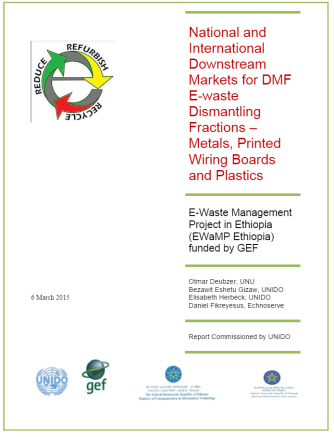 REDUCE
REFURBISH
RECYCLE
National and
International
Downstream
Markets for DMF
E-waste
Dismantling
Fractions –
Metals, Printed
Wiring Boards
and Plastics
E-Waste Management
Project in Ethiopia
(EWaMP Ethiopia)
funded by GEF
Otmar Deubzer, UNU
Bezawit Eshetu Gizaw, UNIDO
Elisabeth Herbeck, UNIDO
Daniel Fikreyesus, Echnoserve
6 March 2015
Report Commissioned by UNIDO
UNIDO
gef
The Federal Democratic Republic of Ethiopia
Ministry of Communication & Information Technology